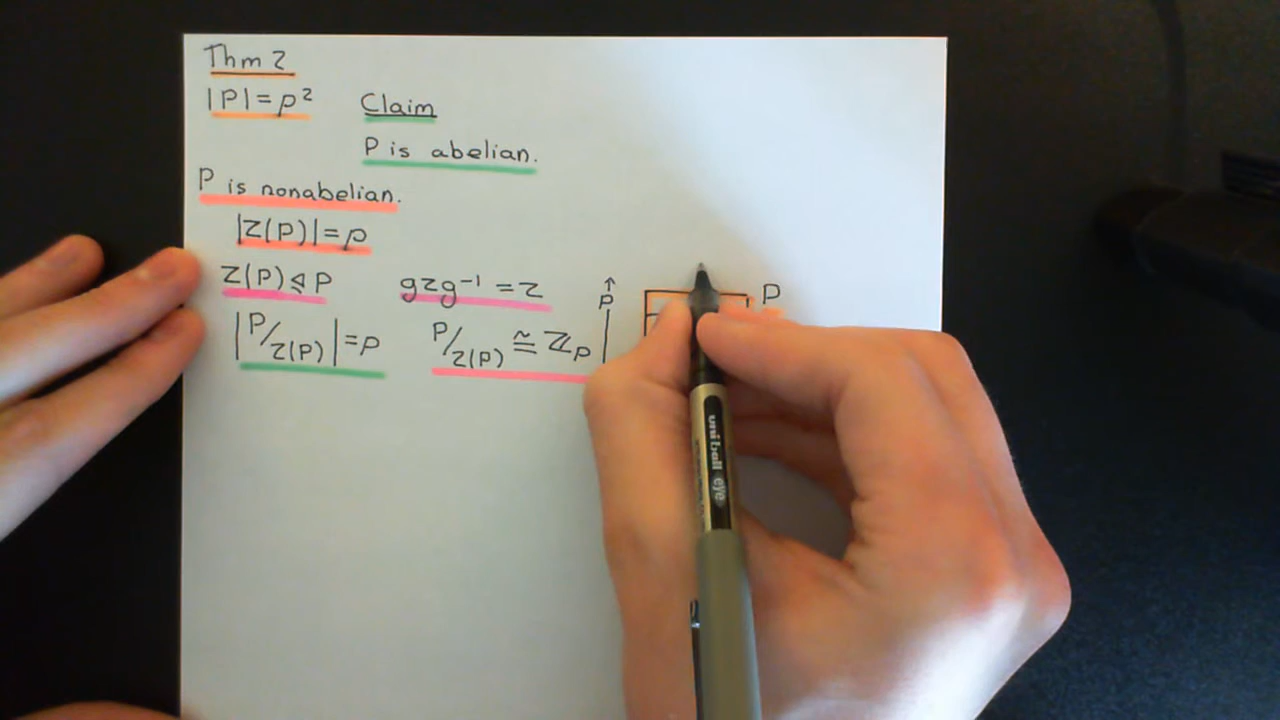 Thm 2
|P| = p² Claim
P is abelian.
P is nonabelian.
|Z(P)| = p
Z(P) ⊴ P gzg⁻¹ = z p P
|P/Z(P)| = p P/Z(P) ≅ ℤp
uni ball eye